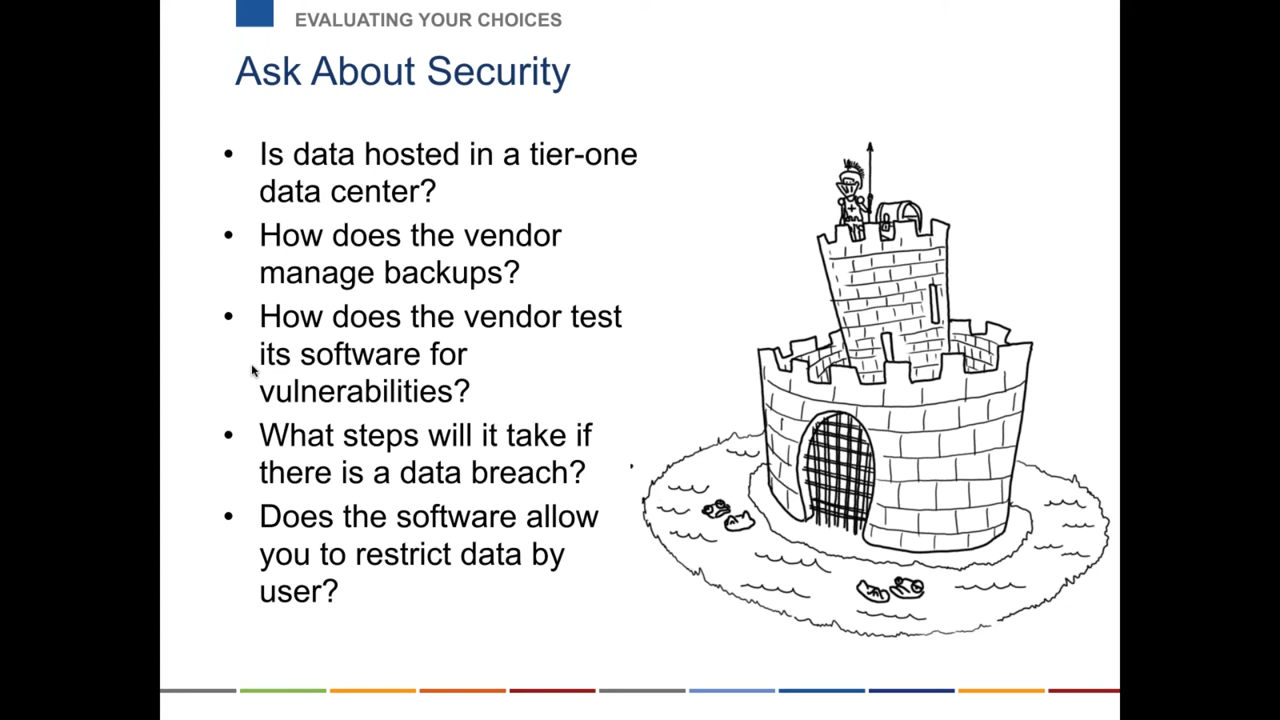 EVALUATING YOUR CHOICES
Ask About Security
• Is data hosted in a tier-one
data center?
• How does the vendor
manage backups?
• How does the vendor test
its software for
vulnerabilities?
• What steps will it take if
there is a data breach?
• Does the software allow
you to restrict data by
user?